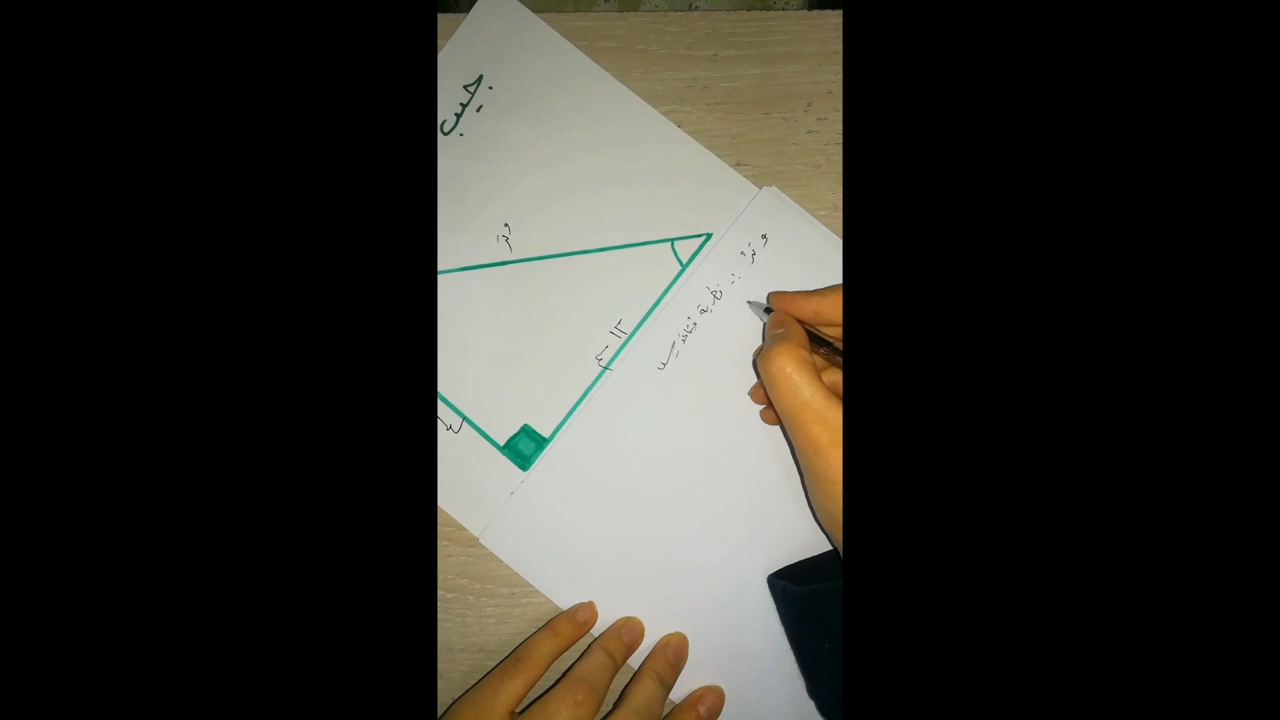 جيب
وتر
١٢ سم
وتر :- نظرية فيثاغورس